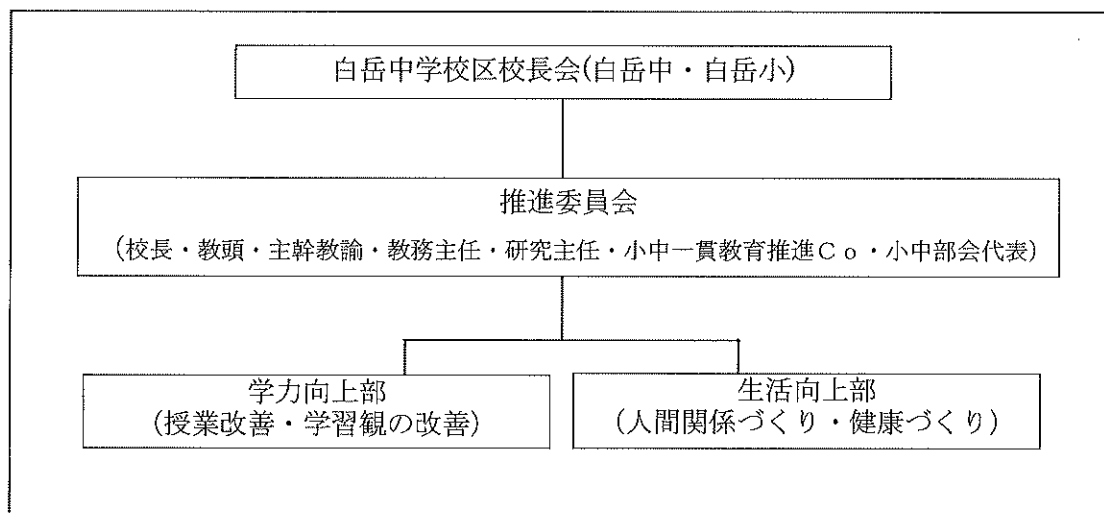 白岳中学校区校長会(白岳中・白岳小)
推進委員会
(校長・教頭・主幹教諭・教務主任・研究主任・小中一貫教育推進Ｃｏ・小中部会代表)
学力向上部
(授業改善・学習観の改善)
生活向上部
(人間関係づくり・健康づくり)